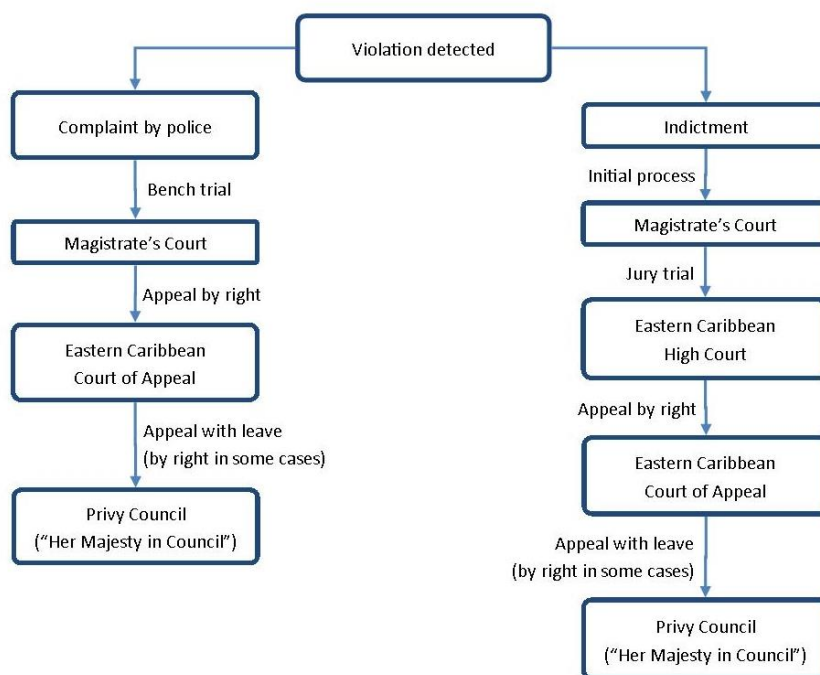 Violation detected
Complaint by police
Bench trial
Magistrate’s Court
Appeal by right
Eastern Caribbean
Court of Appeal
Appeal with leave
(by right in some cases)
Privy Council
(“Her Majesty in Council”)
Indictment
Initial process
Magistrate’s Court
Jury trial
Eastern Caribbean
High Court
Appeal by right
Eastern Caribbean
Court of Appeal
Appeal with leave
(by right in some cases)
Privy Council
(“Her Majesty in Council”)